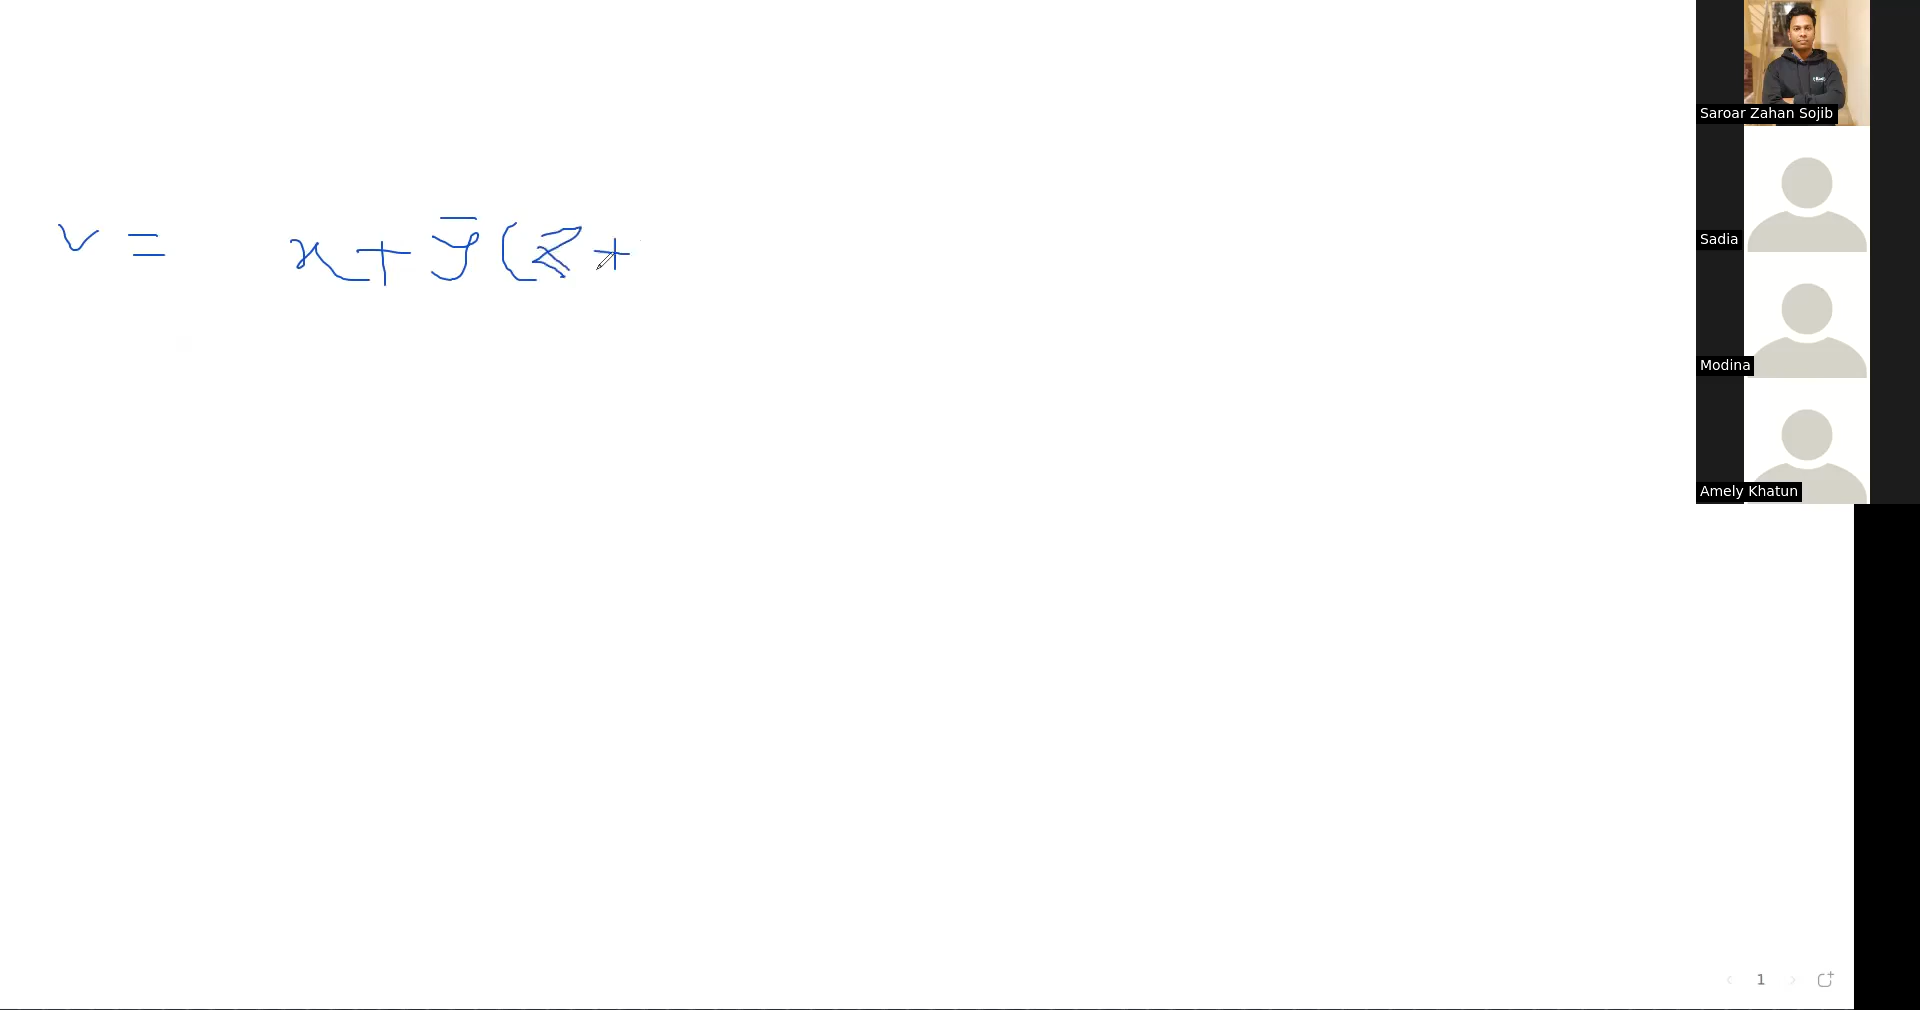 v = x + ȳ (z +
Saroar Zahan Sojib
Sadia
Modina
Amely Khatun
1